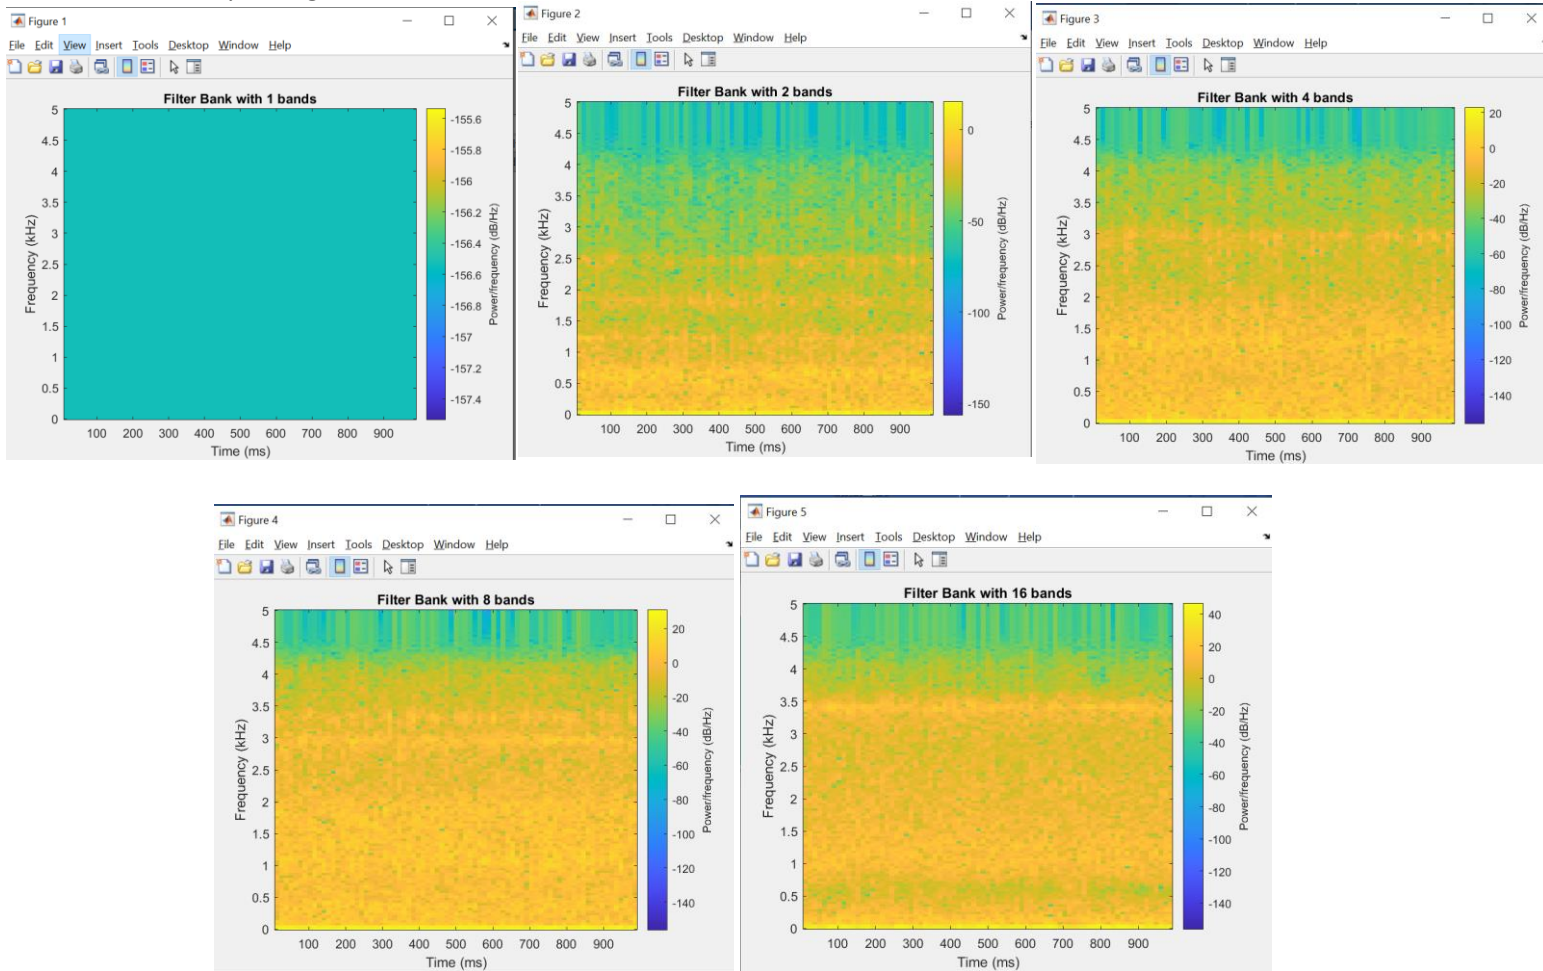 Figure 1
File Edit View Insert Tools Desktop Window Help
Filter Bank with 1 bands
5
4.5
4
3.5
3
2.5
2
1.5
1
0.5
0
Frequency (kHz)
100 200 300 400 500 600 700 800 900
Time (ms)
-155.6
-155.8
-156
-156.2
-156.4
-156.6
-156.8
-157
-157.2
-157.4
Power/frequency (dB/Hz)
Figure 2
File Edit View Insert Tools Desktop Window Help
Filter Bank with 2 bands
5
4.5
4
3.5
3
2.5
2
1.5
1
0.5
0
Frequency (kHz)
100 200 300 400 500 600 700 800 900
Time (ms)
0
-50
-100
-150
Power/frequency (dB/Hz)
Figure 3
File Edit View Insert Tools Desktop Window Help
Filter Bank with 4 bands
5
4.5
4
3.5
3
2.5
2
1.5
1
0.5
0
Frequency (kHz)
100 200 300 400 500 600 700 800 900
Time (ms)
20
0
-20
-40
-60
-80
-100
-120
-140
Power/frequency (dB/Hz)
Figure 4
File Edit View Insert Tools Desktop Window Help
Filter Bank with 8 bands
5
4.5
4
3.5
3
2.5
2
1.5
1
0.5
0
Frequency (kHz)
100 200 300 400 500 600 700 800 900
Time (ms)
20
0
-20
-40
-60
-80
-100
-120
-140
Power/frequency (dB/Hz)
Figure 5
File Edit View Insert Tools Desktop Window Help
Filter Bank with 16 bands
5
4.5
4
3.5
3
2.5
2
1.5
1
0.5
0
Frequency (kHz)
100 200 300 400 500 600 700 800 900
Time (ms)
40
20
0
-20
-40
-60
-80
-100
-120
-140
Power/frequency (dB/Hz)